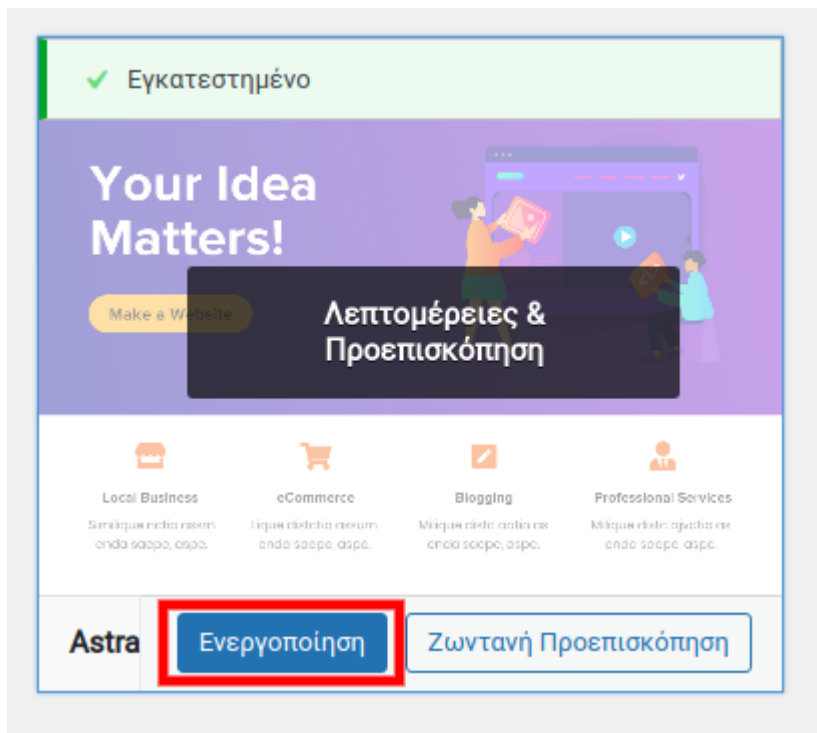 Εγκατεστημένο
Your Idea
Matters!
Make a Website
Λεπτομέρειες &
Προεπισκόπηση
Local Business
eCommerce
Blogging
Professional Services
Astra
Ενεργοποίηση
Ζωντανή Προεπισκόπηση